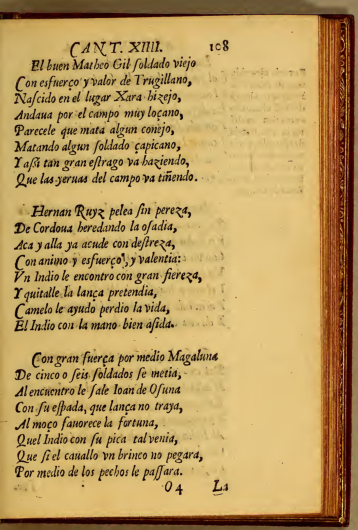 CANT. XIIII. 108
El buen Matheo Gil ſoldado viejo
Con esfuerço y valor de Trugillano,
Naſcido en el lugar Xara hizejo,
Andaua por el campo muy loçano,
Parecele que mata algun conejo,
Matando algun ſoldado çapicano,
Y aſsi tan gran eſtrago va haziendo,
Que las yeruas del campo va tiñendo.
Hernan Ruyz pelea ſin pereza,
De Cordoua heredando la oſadia,
Aca y alla ya acude con deſtreza,
Con animo y esfuerço, y valentia:
Vn Indio le encontro con gran fiereza,
Y quitalle la lança pretendia,
Camelo le ayudo perdio la vida,
El Indio con la mano bien aſida.
Con gran fuerça por medio Magaluna
De cinco o ſeis ſoldados ſe metia,
Al encuentro le ſale Ioan de Oſuna
Con ſu eſpada, que lança no traya,
Al moço fauorece la fortuna,
Quel Indio con ſu pica tal venia,
Que ſi el cauallo vn brinco no pegara,
Por medio de los pechos le paſſara.
O4 La